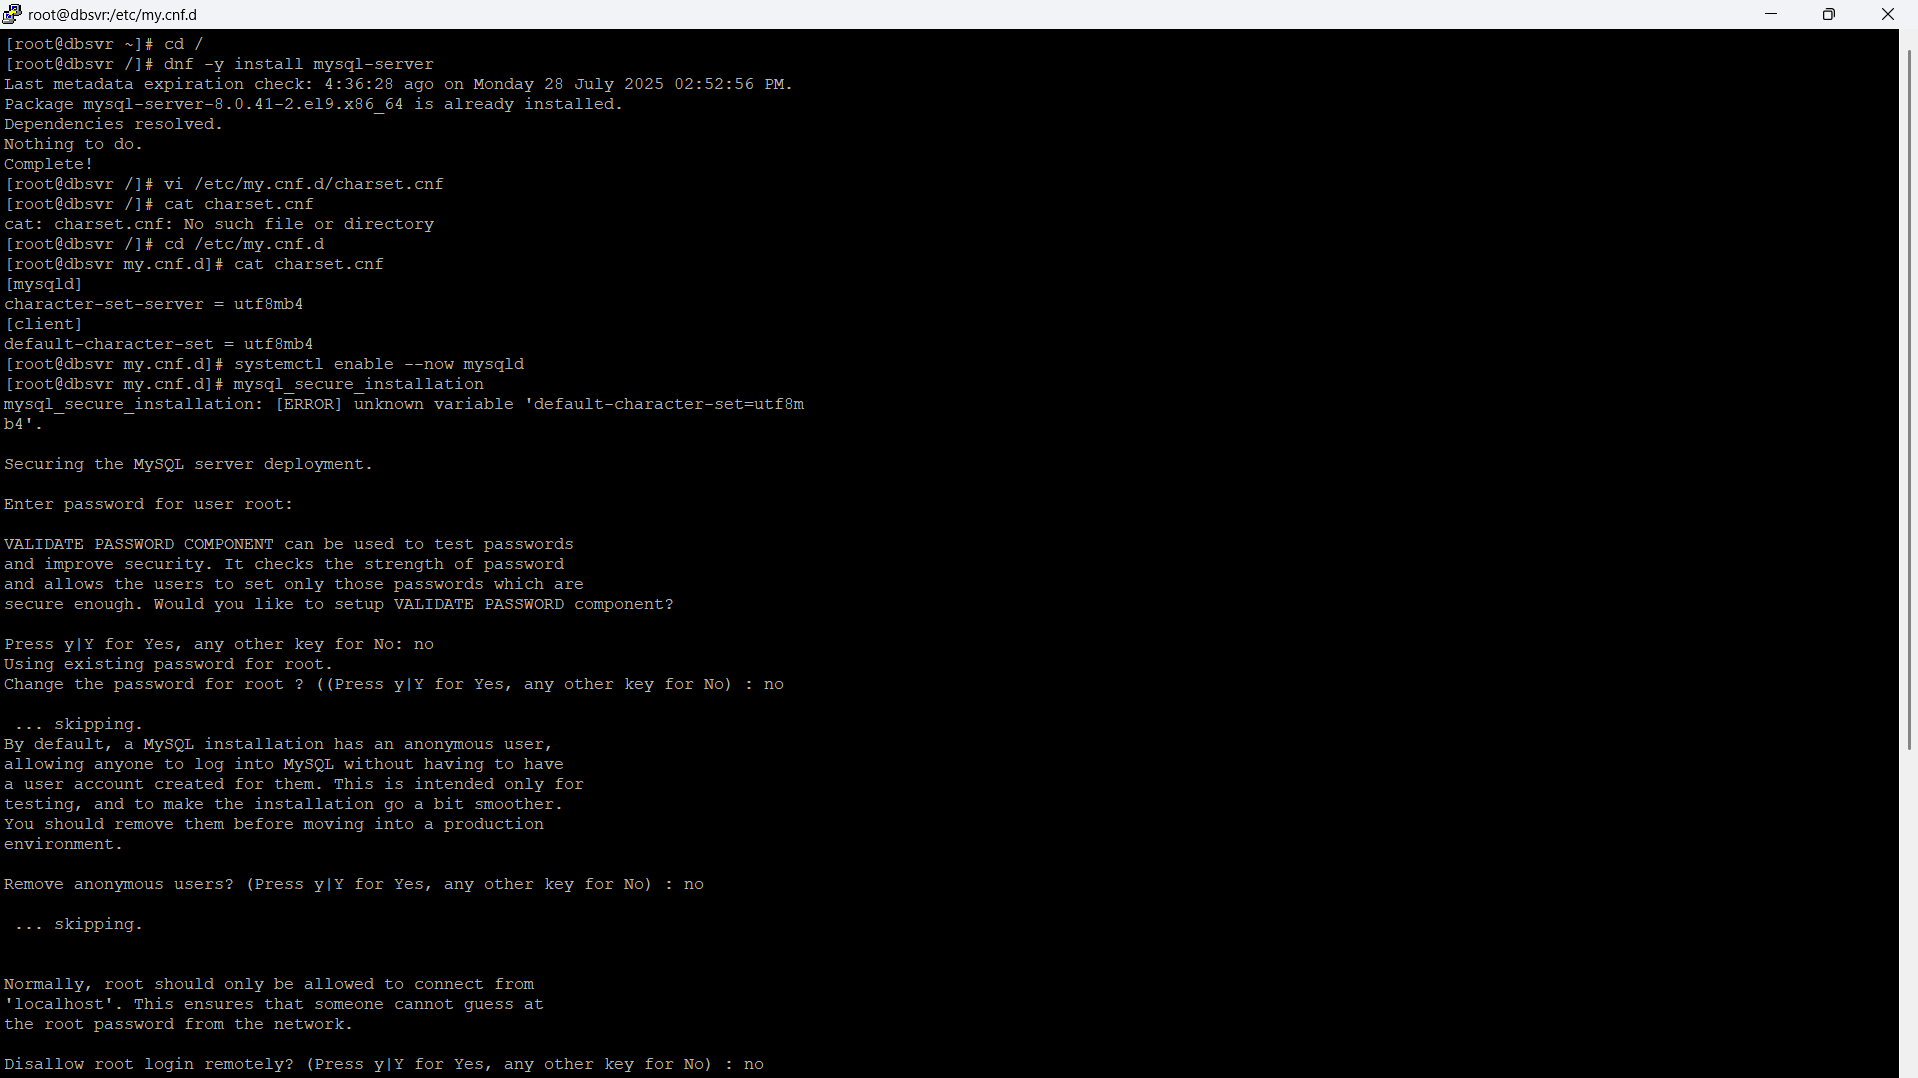 root@dbsvr:/etc/my.cnf.d
[root@dbsvr ~]# cd /
[root@dbsvr /]# dnf -y install mysql-server
Last metadata expiration check: 4:36:28 ago on Monday 28 July 2025 02:52:56 PM.
Package mysql-server-8.0.41-2.el9.x86_64 is already installed.
Dependencies resolved.
Nothing to do.
Complete!
[root@dbsvr /]# vi /etc/my.cnf.d/charset.cnf
[root@dbsvr /]# cat charset.cnf
cat: charset.cnf: No such file or directory
[root@dbsvr /]# cd /etc/my.cnf.d
[root@dbsvr my.cnf.d]# cat charset.cnf
[mysqld]
character-set-server = utf8mb4
[client]
default-character-set = utf8mb4
[root@dbsvr my.cnf.d]# systemctl enable --now mysqld
[root@dbsvr my.cnf.d]# mysql_secure_installation
mysql_secure_installation: [ERROR] unknown variable 'default-character-set=utf8m
b4'.
Securing the MySQL server deployment.
Enter password for user root:
VALIDATE PASSWORD COMPONENT can be used to test passwords
and improve security. It checks the strength of password
and allows the users to set only those passwords which are
secure enough. Would you like to setup VALIDATE PASSWORD component?
Press y|Y for Yes, any other key for No: no
Using existing password for root.
Change the password for root ? ((Press y|Y for Yes, any other key for No) : no
... skipping.
By default, a MySQL installation has an anonymous user,
allowing anyone to log into MySQL without having to have
a user account created for them. This is intended only for
testing, and to make the installation go a bit smoother.
You should remove them before moving into a production
environment.
Remove anonymous users? (Press y|Y for Yes, any other key for No) : no
... skipping.
Normally, root should only be allowed to connect from
'localhost'. This ensures that someone cannot guess at
the root password from the network.
Disallow root login remotely? (Press y|Y for Yes, any other key for No) : no